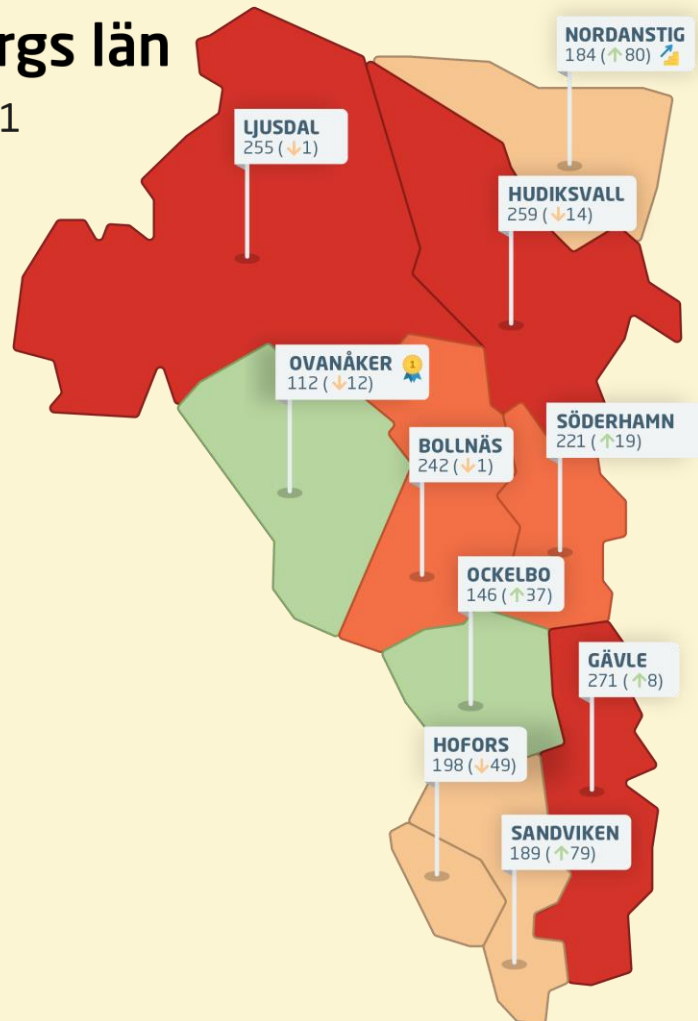 rgs län
1
NORDANSTIG
184 (↑80)
LJUSDAL
255 (↓1)
HUDIKSVALL
259 (↓14)
OVANÅKER
1
112 (↓12)
SÖDERHAMN
221 (↑19)
BOLLNÄS
242 (↓1)
OCKELBO
146 (↑37)
GÄVLE
271 (↑8)
HOFORS
198 (↓49)
SANDVIKEN
189 (↑79)